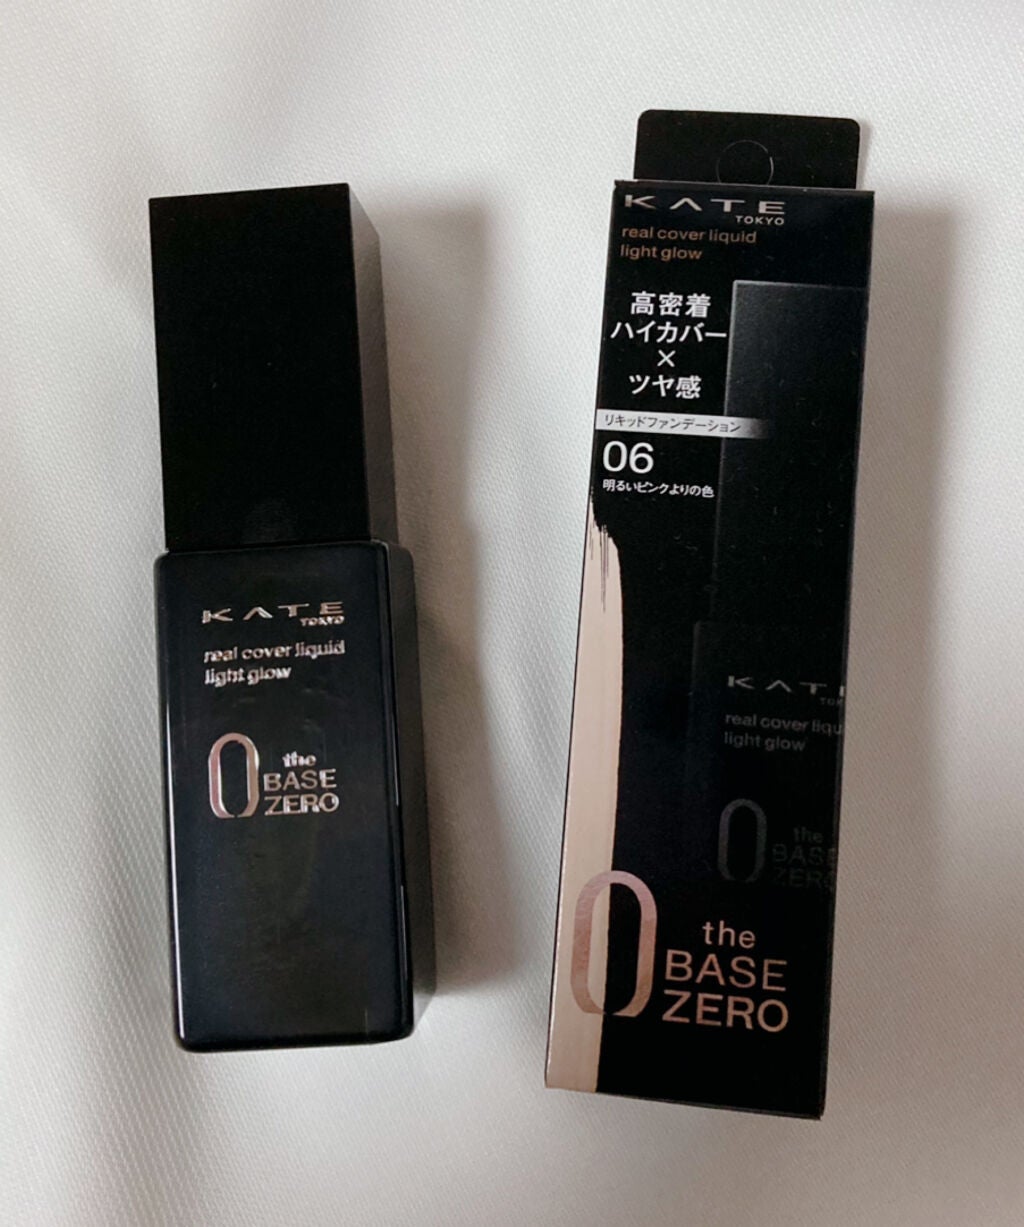 KATE
TOKYO
real cover liquid
light glow
0 the
BASE
ZERO
KATE
TOKYO
real cover liquid
light glow
高密着
ハイカバー
×
ツヤ感
リキッドファンデーション
06
明るいピンクよりの色
KAT
TOK
real cover liqu
light glow
0 the
BASE
ZERO
0 the
BASE
ZERO